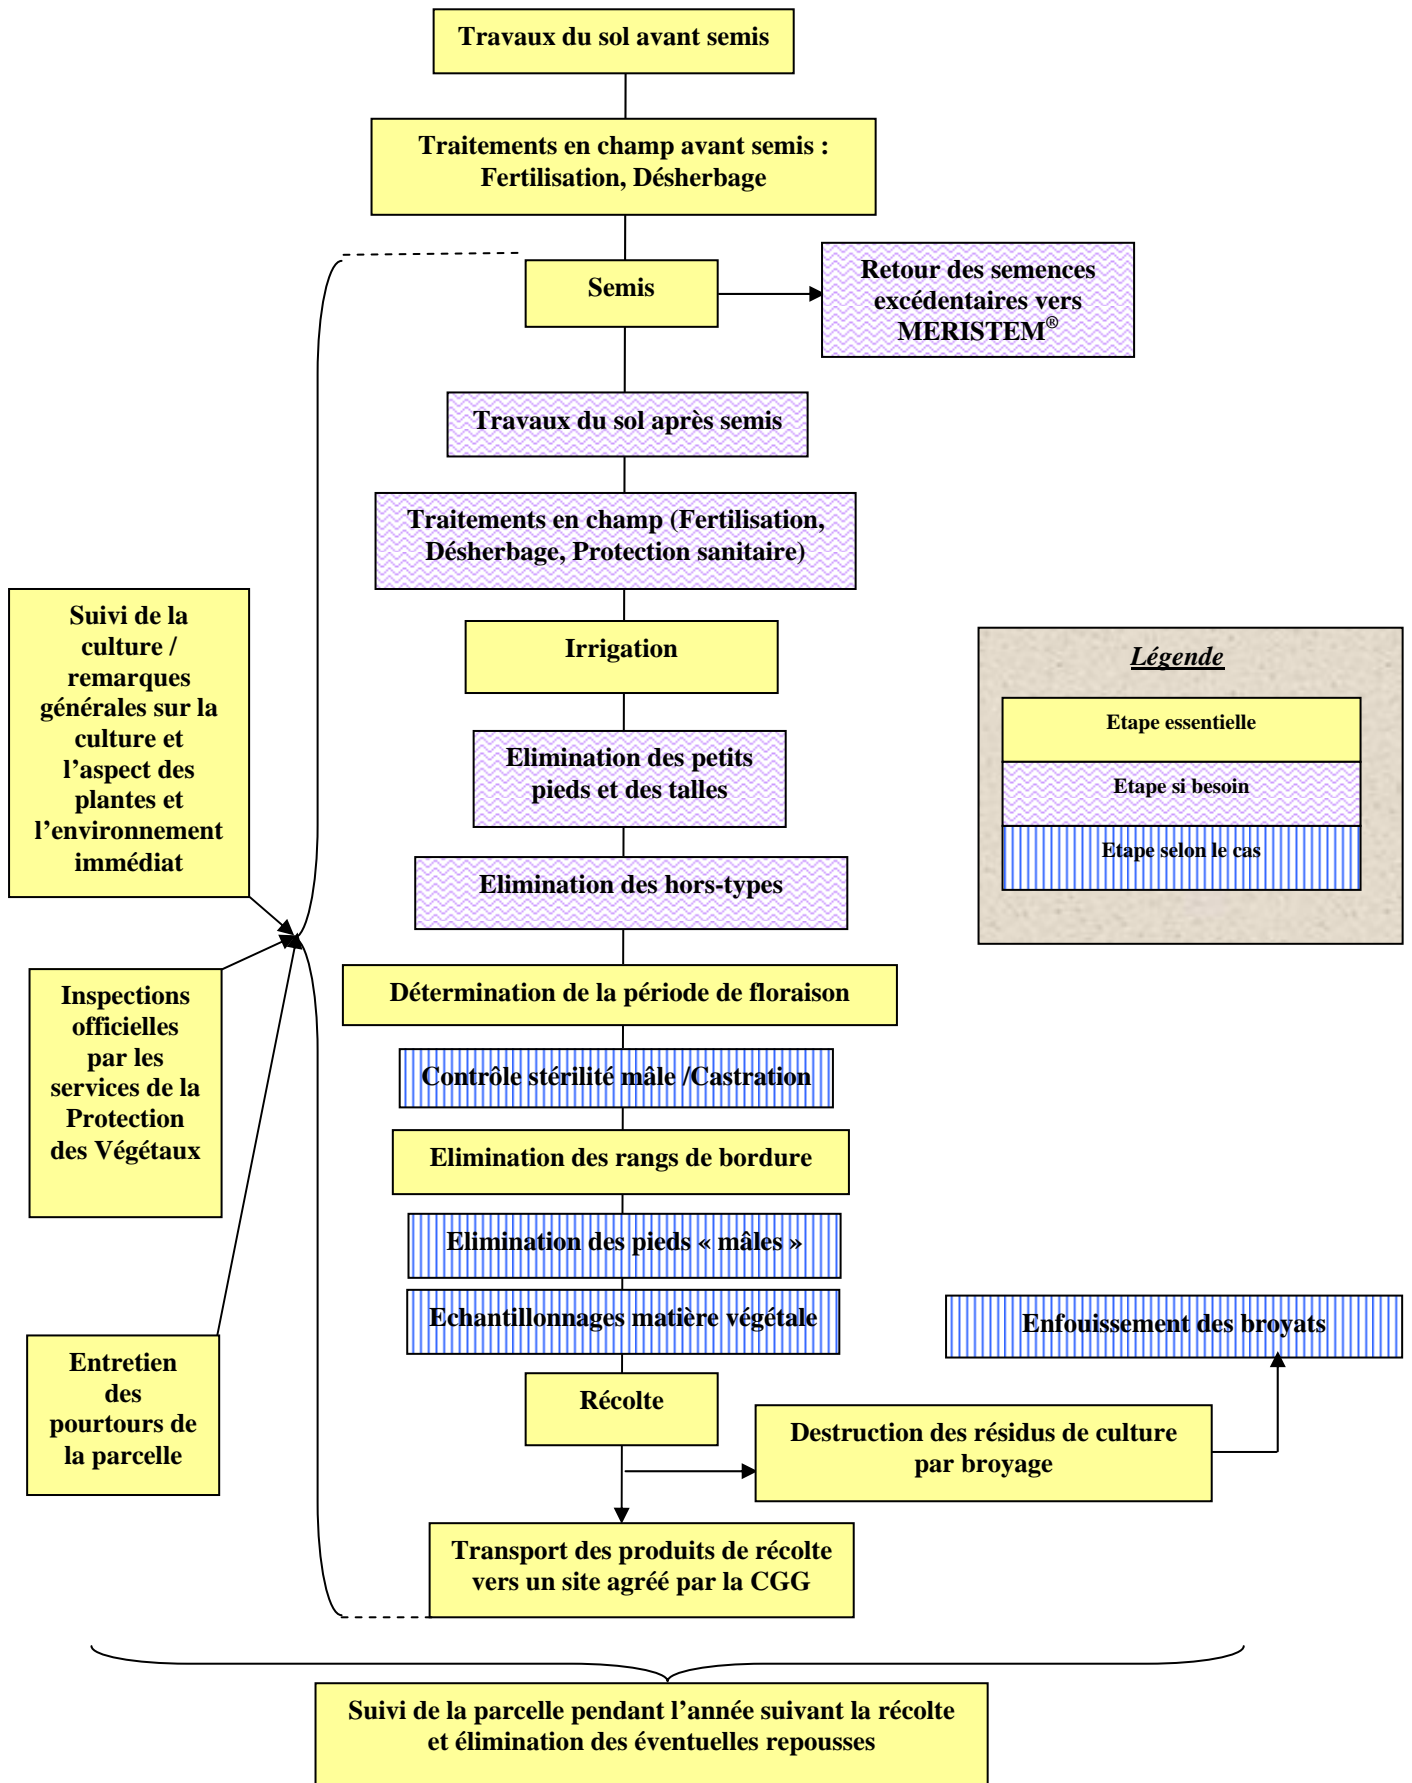 Travaux du sol avant semis
Traitements en champ avant semis :
Fertilisation, Désherbage
Semis
Retour des semences
excédentaires vers
MERISTEM®
Travaux du sol après semis
Traitements en champ (Fertilisation,
Désherbage, Protection sanitaire)
Suivi de la
culture /
remarques
générales sur la
culture et
l’aspect des
plantes et
l’environnement
immédiat
Irrigation
Légende
Etape essentielle
Etape si besoin
Etape selon le cas
Elimination des petits
pieds et des talles
Elimination des hors-types
Inspections
officielles
par les
services de la
Protection
des Végétaux
Détermination de la période de floraison
Contrôle stérilité mâle /Castration
Elimination des rangs de bordure
Elimination des pieds « mâles »
Echantillonnages matière végétale
Enfouissement des broyats
Entretien
des
pourtours de
la parcelle
Récolte
Destruction des résidus de culture
par broyage
Transport des produits de récolte
vers un site agréé par la CGG
Suivi de la parcelle pendant l’année suivant la récolte
et élimination des éventuelles repousses